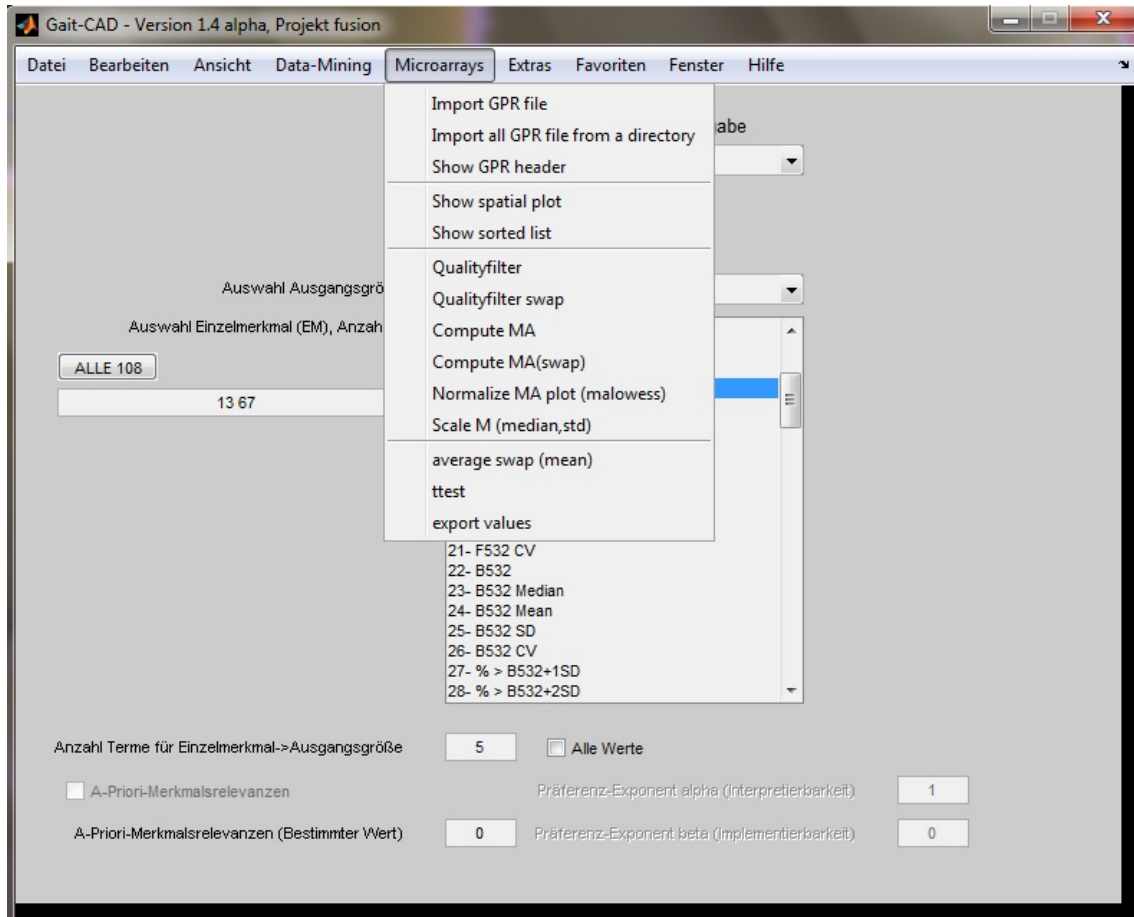 Gait-CAD - Version 1.4 alpha, Projekt fusion
Datei Bearbeiten Ansicht Data-Mining Microarrays Extras Favoriten Fenster Hilfe
Import GPR file
Import all GPR file from a directory
Show GPR header
Show spatial plot
Show sorted list
Qualityfilter
Qualityfilter swap
Compute MA
Compute MA(swap)
Normalize MA plot (malowess)
Scale M (median,std)
average swap (mean)
ttest
export values
abe
Auswahl Ausgangsgrö
Auswahl Einzelmerkmal (EM), Anzah
ALLE 108
13 67
21- F532 CV
22- B532
23- B532 Median
24- B532 Mean
25- B532 SD
26- B532 CV
27- % > B532+1SD
28- % > B532+2SD
Anzahl Terme für Einzelmerkmal->Ausgangsgröße 5 Alle Werte
A-Priori-Merkmalsrelevanzen Präferenz-Exponent alpha (Interpretierbarkeit) 1
A-Priori-Merkmalsrelevanzen (Bestimmter Wert) 0 Präferenz-Exponent beta (Implementierbarkeit) 0